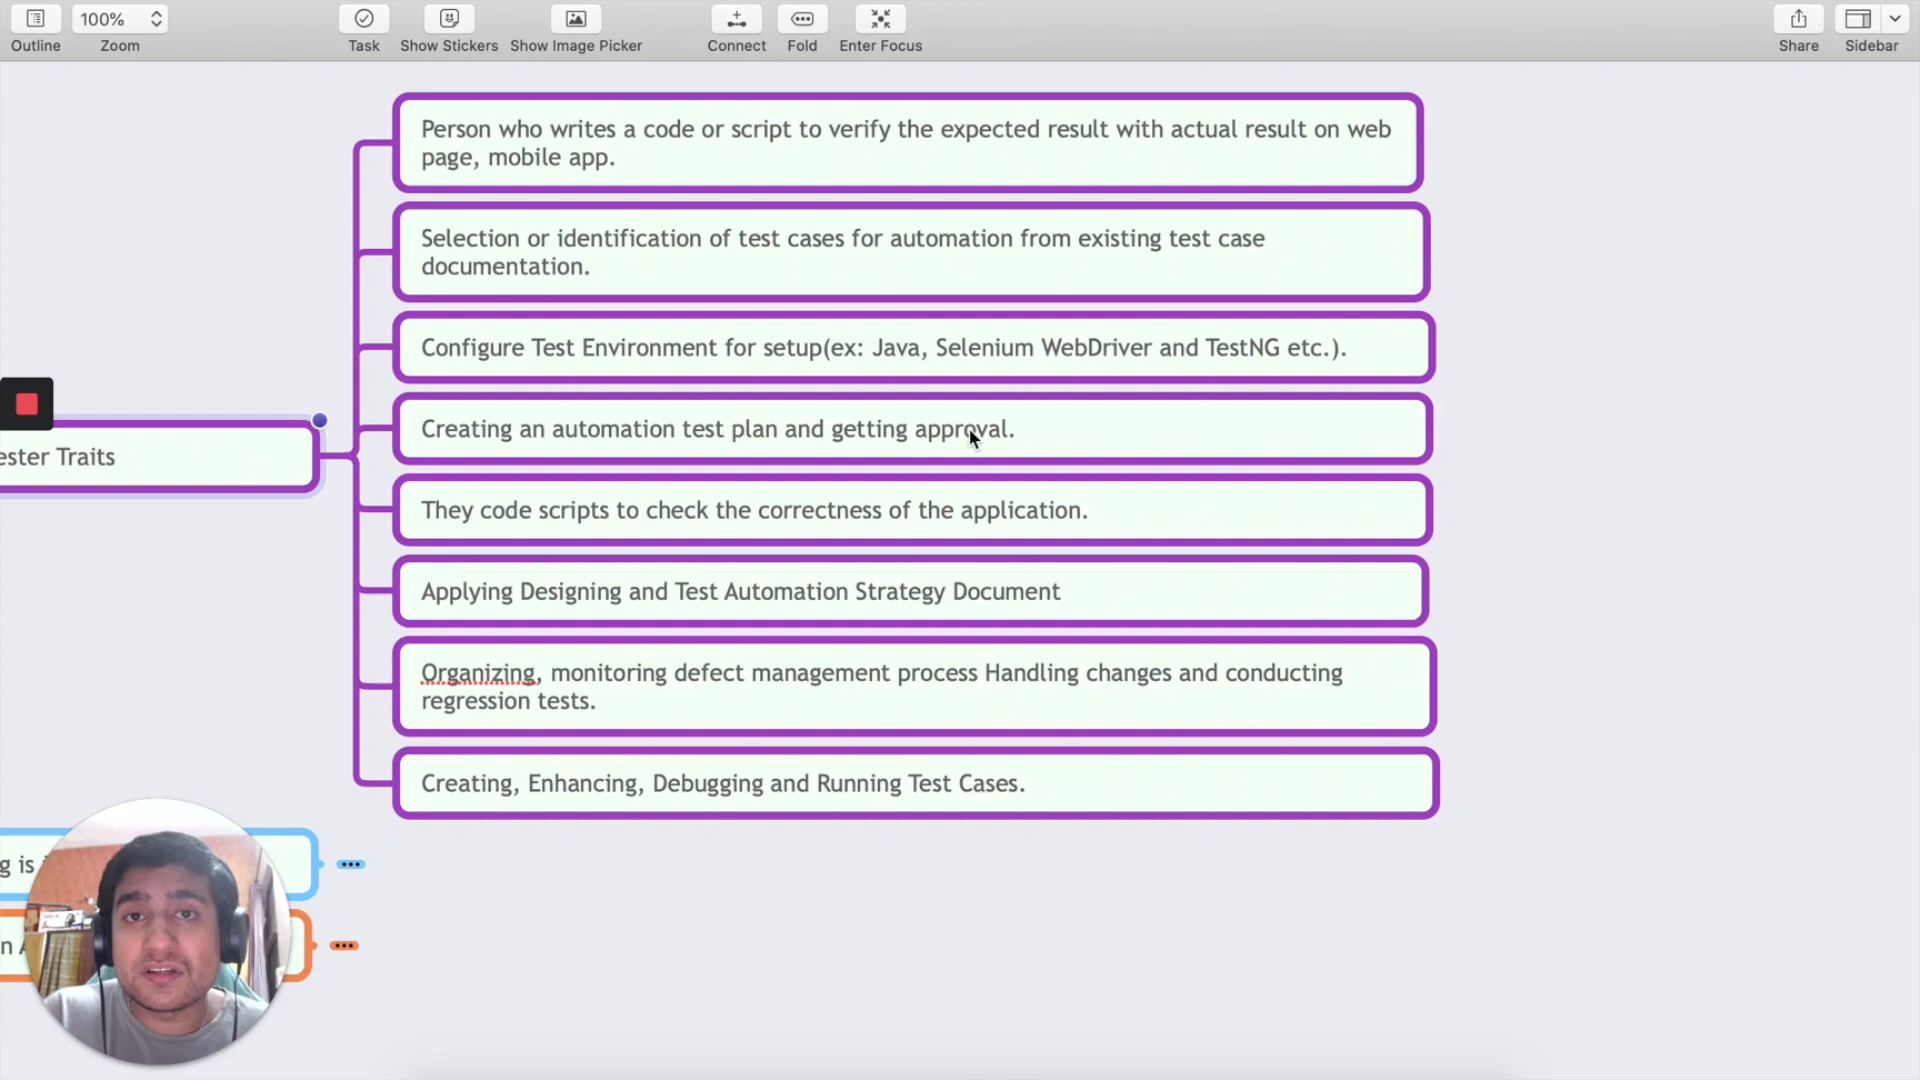 100%
Outline
Zoom
Task
Show Stickers
Show Image Picker
Connect
Fold
Enter Focus
Share
Sidebar
Person who writes a code or script to verify the expected result with actual result on web
page, mobile app.
Selection or identification of test cases for automation from existing test case
documentation.
Configure Test Environment for setup(ex: Java, Selenium WebDriver and TestNG etc.).
Creating an automation test plan and getting approval.
ester Traits
They code scripts to check the correctness of the application.
Applying Designing and Test Automation Strategy Document
Organizing, monitoring defect management process Handling changes and conducting
regression tests.
Creating, Enhancing, Debugging and Running Test Cases.
g is
n A